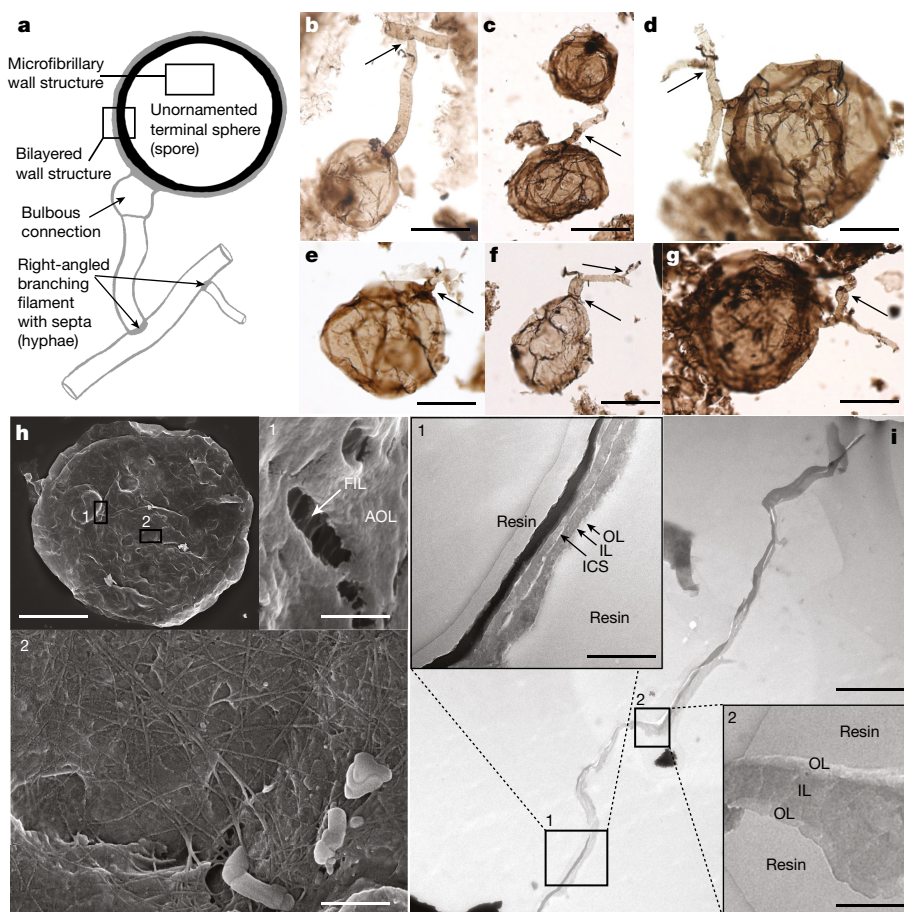 a
Microfibrillary
wall structure
Unornamented
terminal sphere
(spore)
Bilayered
wall structure
Bulbous
connection
Right-angled
branching
filament
with septa
(hyphae)
b
c
d
e
f
g
h
1
2
1
FIL
AOL
2
i
1
Resin
OL
IL
ICS
Resin
2
1
2
Resin
OL
IL
OL
Resin